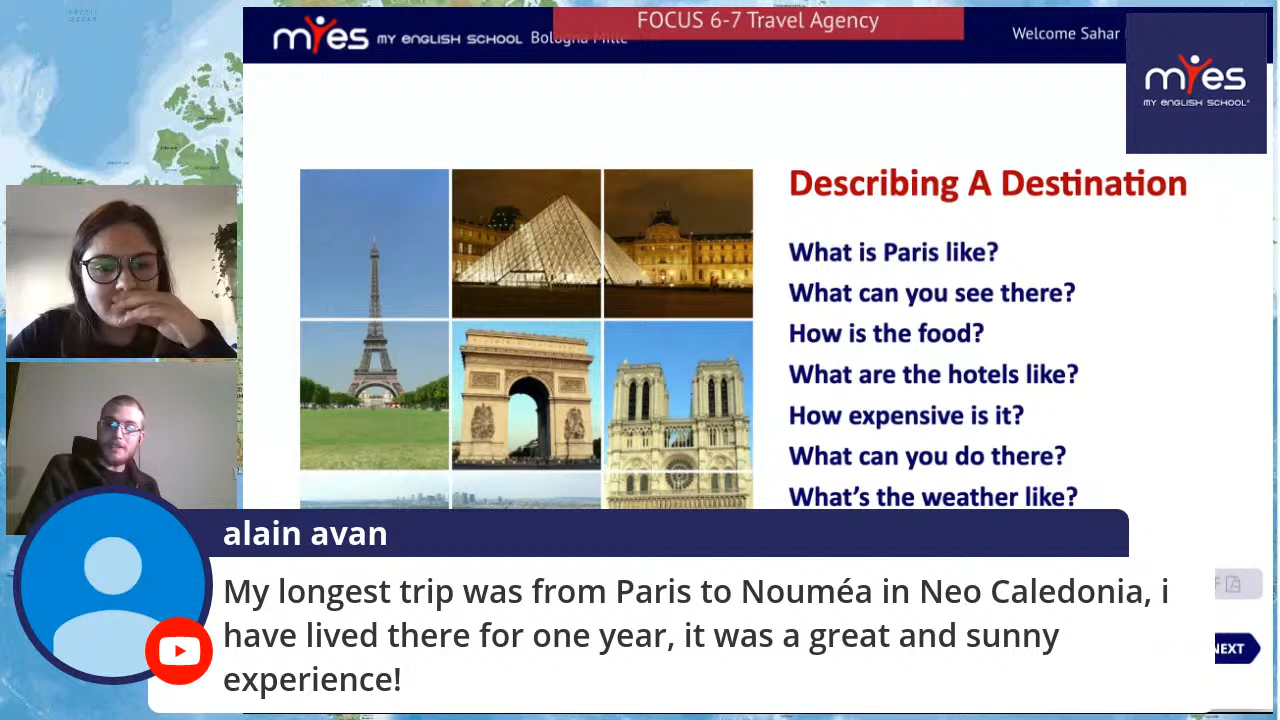 FOCUS 6-7 Travel Agency
myes MY ENGLISH SCHOOL Bologna Mille
Welcome Sahar
myes
MY ENGLISH SCHOOL
Describing A Destination
What is Paris like?
What can you see there?
How is the food?
What are the hotels like?
How expensive is it?
What can you do there?
What's the weather like?
alain avan
My longest trip was from Paris to Nouméa in Neo Caledonia, i
have lived there for one year, it was a great and sunny
experience!
NEXT